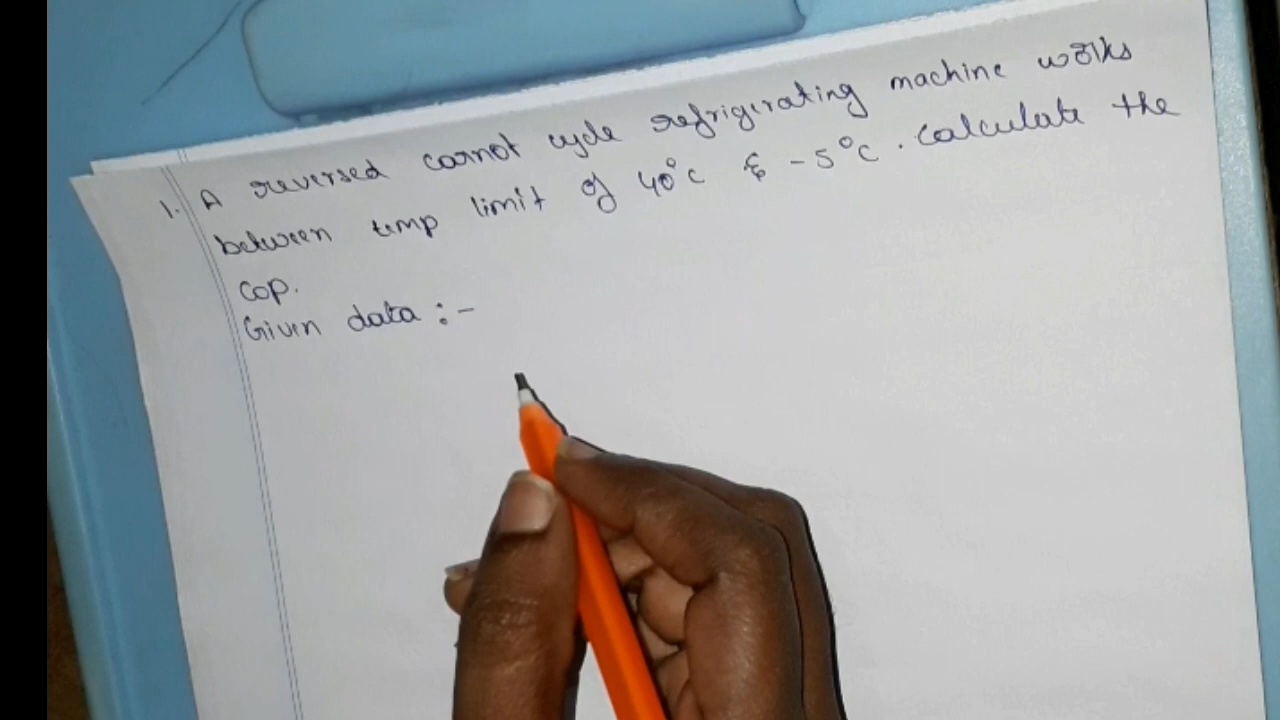 1. A reversed carnot cycle refrigerating machine works
between temp limit of 40°C & -5°C. Calculate the
COP.
Given data :-